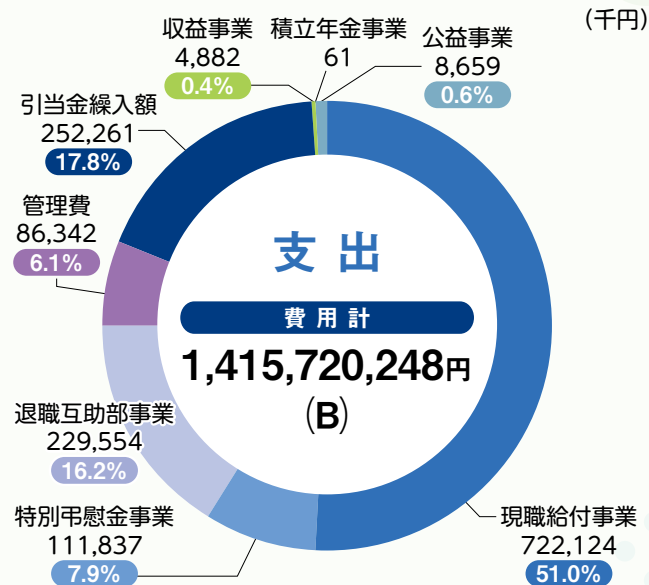 (千円)
収益事業
4,882
0.4%
積立年金事業
61
公益事業
8,659
0.6%
引当金繰入額
252,261
17.8%
管理費
86,342
6.1%
支出
費用計
1,415,720,248円
(B)
退職互助部事業
229,554
16.2%
特別弔慰金事業
111,837
7.9%
現職給付事業
722,124
51.0%